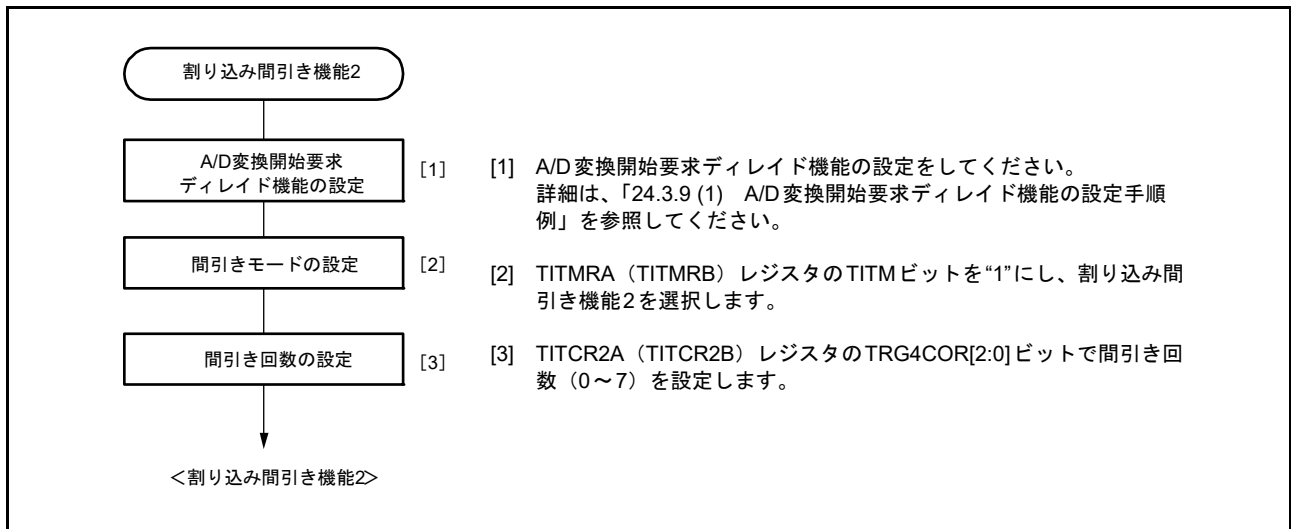 割り込み間引き機能2
A/D変換開始要求
ディレイド機能の設定
[1]
間引きモードの設定
[2]
間引き回数の設定
[3]
<割り込み間引き機能2>
[1] A/D変換開始要求ディレイド機能の設定をしてください。
詳細は、「24.3.9 (1) A/D変換開始要求ディレイド機能の設定手順
例」を参照してください。
[2] TITMRA（TITMRB）レジスタのTITMビットを“1”にし、割り込み間
引き機能2を選択します。
[3] TITCR2A（TITCR2B）レジスタのTRG4COR[2:0]ビットで間引き回
数（0～7）を設定します。